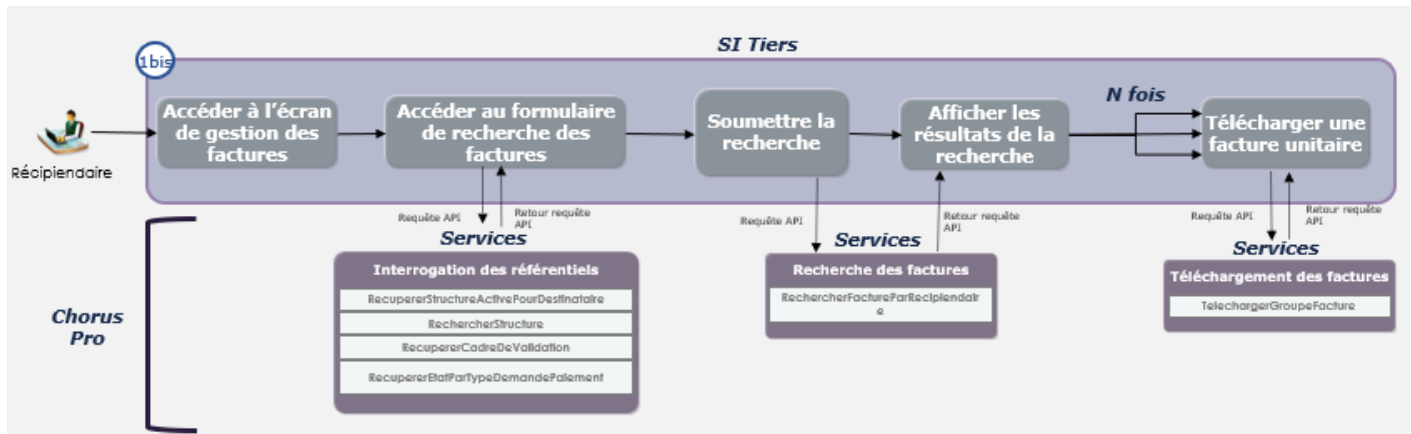 SI Tiers
1bis
Récipiendaire
Accéder à l'écran
de gestion des
factures
Accéder au formulaire
de recherche des
factures
Soumettre la
recherche
Afficher les
résultats de la
recherche
N fois
Télécharger une
facture unitaire
Requête API
Retour requête
API
Requête API
Retour requête
API
Requête API
Retour requête
API
Chorus
Pro
Services
Interrogation des référentiels
RecupererStructureActivePourDestinataire
RechercherStructure
RecupererCadreDeValidation
RecupererEtatParTypeDemandePaiement
Services
Recherche des factures
RechercherFactureParRecipiendair
e
Services
Téléchargement des factures
TelechargerGroupeFacture